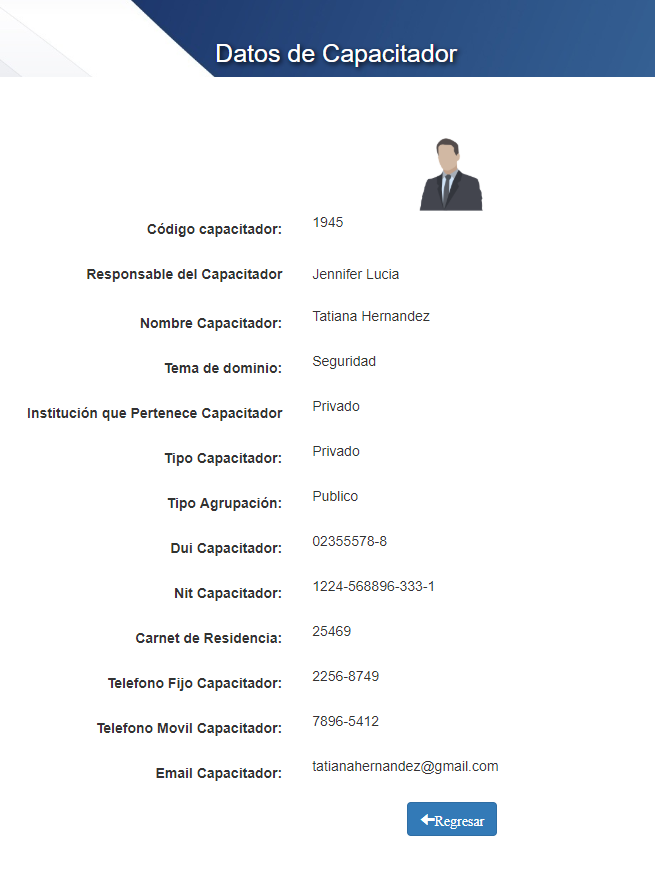 Datos de Capacitador
Código capacitador: 1945
Responsable del Capacitador Jennifer Lucia
Nombre Capacitador: Tatiana Hernandez
Tema de dominio: Seguridad
Institución que Pertenece Capacitador Privado
Tipo Capacitador: Privado
Tipo Agrupación: Publico
Dui Capacitador: 02355578-8
Nit Capacitador: 1224-568896-333-1
Carnet de Residencia: 25469
Telefono Fijo Capacitador: 2256-8749
Telefono Movil Capacitador: 7896-5412
Email Capacitador: tatianahernandez@gmail.com
Regresar